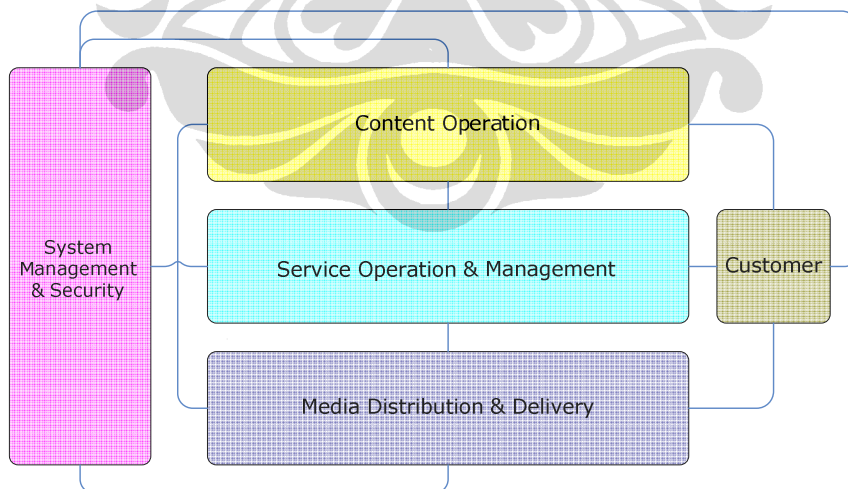 Content Operation
System
Management
& Security
Service Operation & Management
Customer
Media Distribution & Delivery